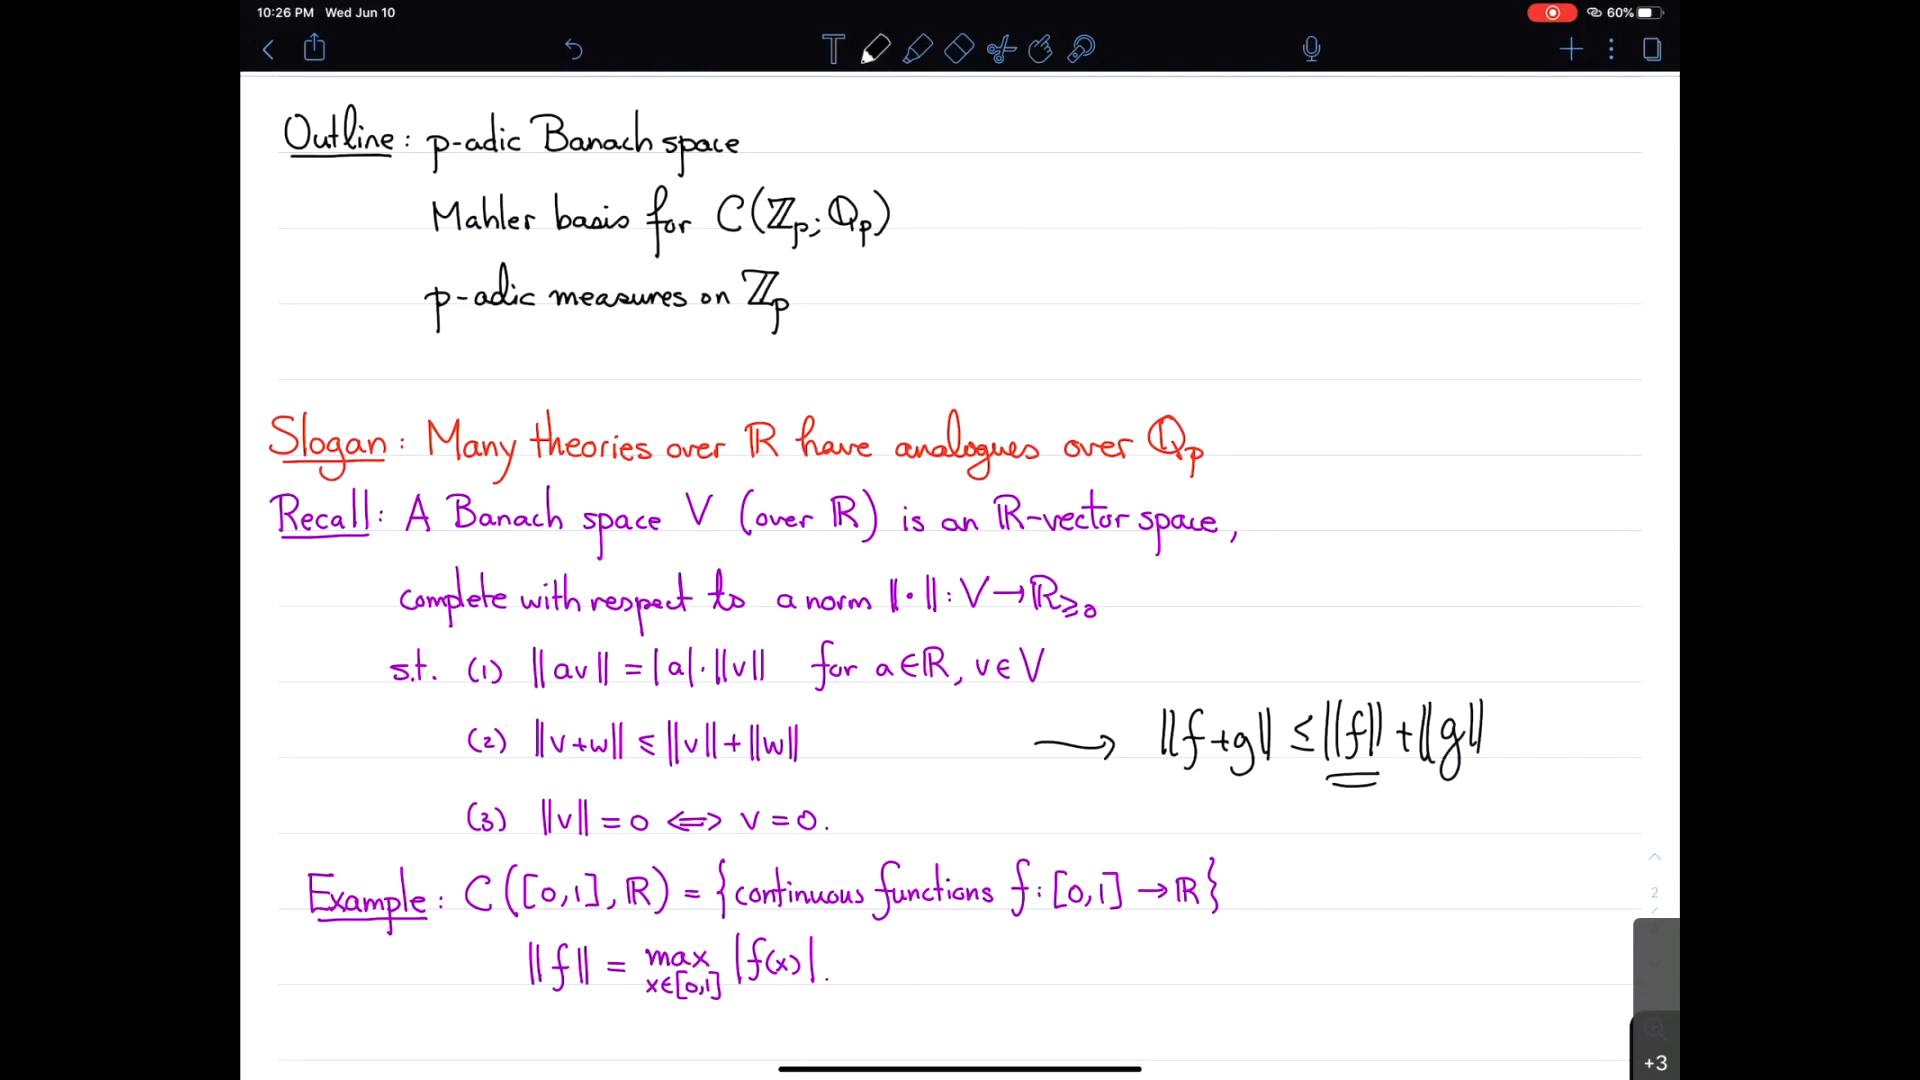 10:26 PM Wed Jun 10
60%
Outline: p-adic Banach space
Mahler basis for C(ℤp; ℚp)
p-adic measures on ℤp
Slogan: Many theories over ℝ have analogues over ℚp
Recall: A Banach space V (over ℝ) is an ℝ-vector space,
complete with respect to a norm ‖·‖: V→ℝ≥0
s.t. (1) ‖av‖ = |a|·‖v‖ for a∈ℝ, v∈V
(2) ‖v+w‖ ≤ ‖v‖+‖w‖ → ‖f+g‖ ≤ ‖f‖+‖g‖
(3) ‖v‖ = 0 ⟺ v = 0.
Example: C([0,1], ℝ) = {continuous functions f: [0,1] → ℝ}
‖f‖ = max x∈[0,1] |f(x)|.
2
+3